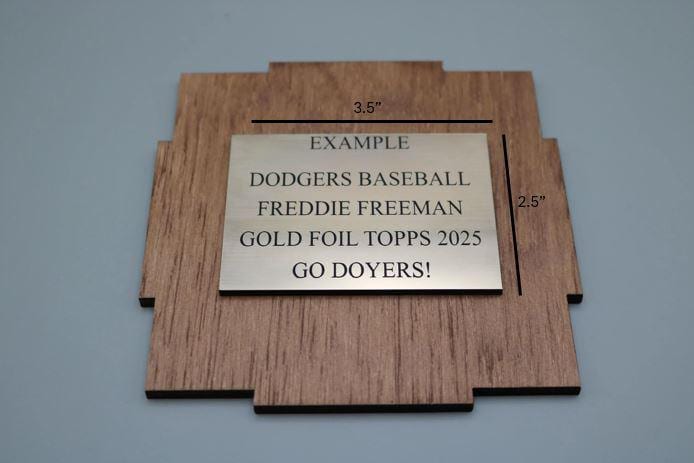 3.5”
EXAMPLE
DODGERS BASEBALL
FREDDIE FREEMAN
2.5”
GOLD FOIL TOPPS 2025
GO DOYERS!